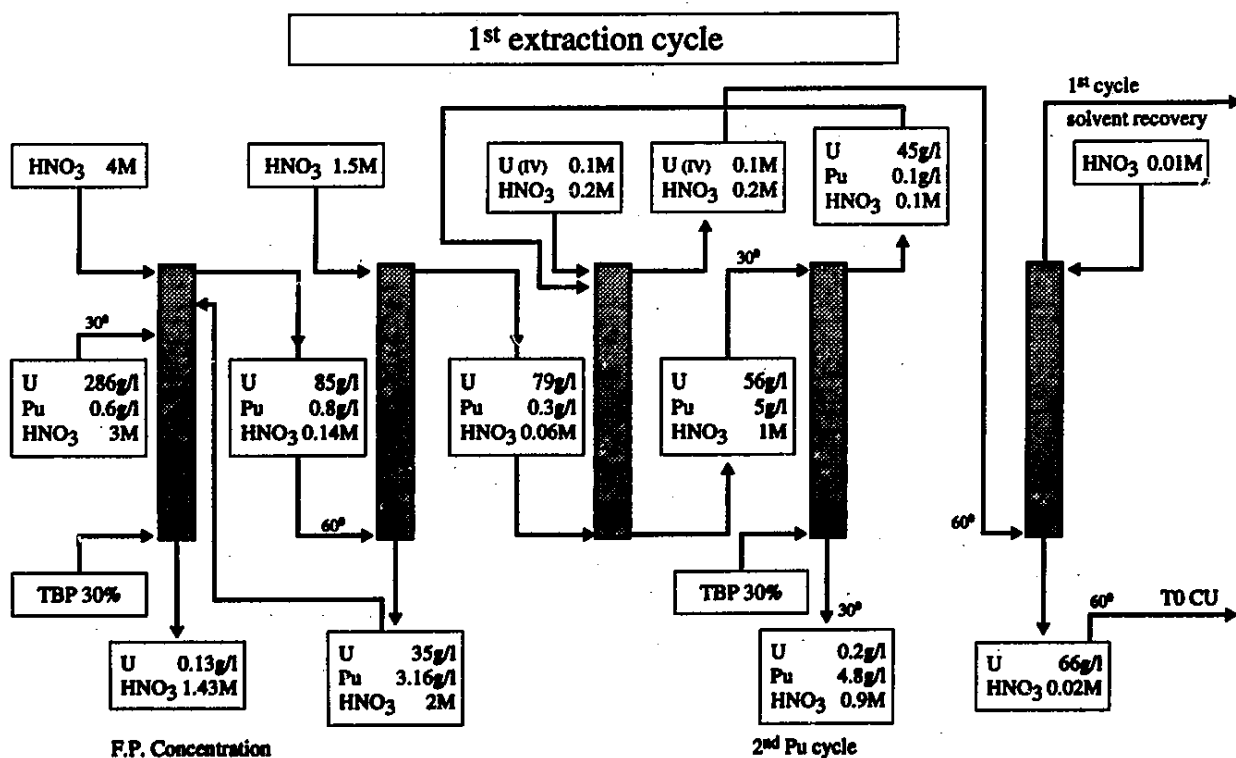 1st extraction cycle
1st cycle
solvent recovery
HNO3 4M
HNO3 1.5M
U (IV) 0.1M
HNO3 0.2M
U (IV) 0.1M
HNO3 0.2M
U 45g/l
Pu 0.1g/l
HNO3 0.1M
HNO3 0.01M
30°
30°
U 286g/l
Pu 0.6g/l
HNO3 3M
U 85g/l
Pu 0.8g/l
HNO3 0.14M
U 79g/l
Pu 0.3g/l
HNO3 0.06M
U 56g/l
Pu 5g/l
HNO3 1M
60°
60°
TBP 30%
TBP 30%
30°
60°
T0 CU
U 0.13g/l
HNO3 1.43M
U 35g/l
Pu 3.16g/l
HNO3 2M
U 0.2g/l
Pu 4.8g/l
HNO3 0.9M
U 66g/l
HNO3 0.02M
F.P. Concentration
2nd Pu cycle